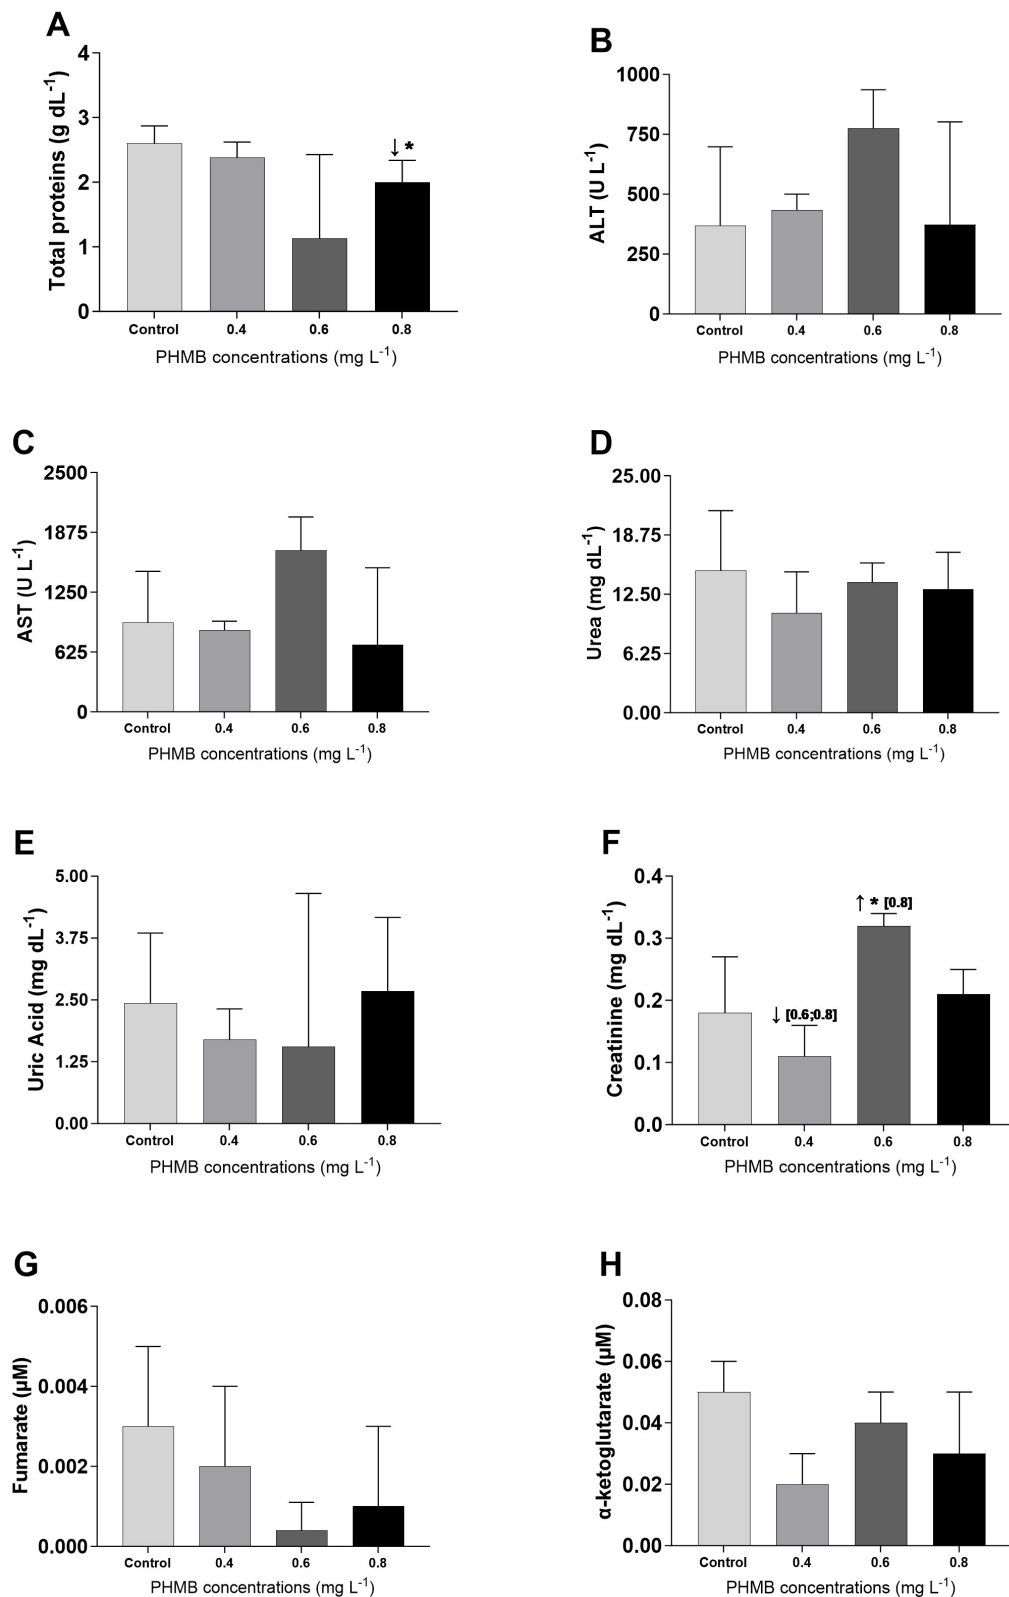 A
Total proteins (g dL-1)
4
3
2
1
0
↓ *
Control 0.4 0.6 0.8
PHMB concentrations (mg L-1)
B
ALT (U L-1)
1000
750
500
250
0
Control 0.4 0.6 0.8
PHMB concentrations (mg L-1)
C
AST (U L-1)
2500
1875
1250
625
0
Control 0.4 0.6 0.8
PHMB concentrations (mg L-1)
D
Urea (mg dL-1)
25.00
18.75
12.50
6.25
0.00
Control 0.4 0.6 0.8
PHMB concentrations (mg L-1)
E
Uric Acid (mg dL-1)
5.00
3.75
2.50
1.25
0.00
Control 0.4 0.6 0.8
PHMB concentrations (mg L-1)
F
Creatinine (mg dL-1)
0.4
0.3
0.2
0.1
0.0
↑ * [0.8]
↓ [0.6;0.8]
Control 0.4 0.6 0.8
PHMB concentrations (mg L-1)
G
Fumarate (µM)
0.006
0.004
0.002
0.000
Control 0.4 0.6 0.8
PHMB concentrations (mg L-1)
H
α-ketoglutarate (µM)
0.08
0.06
0.04
0.02
0.00
Control 0.4 0.6 0.8
PHMB concentrations (mg L-1)